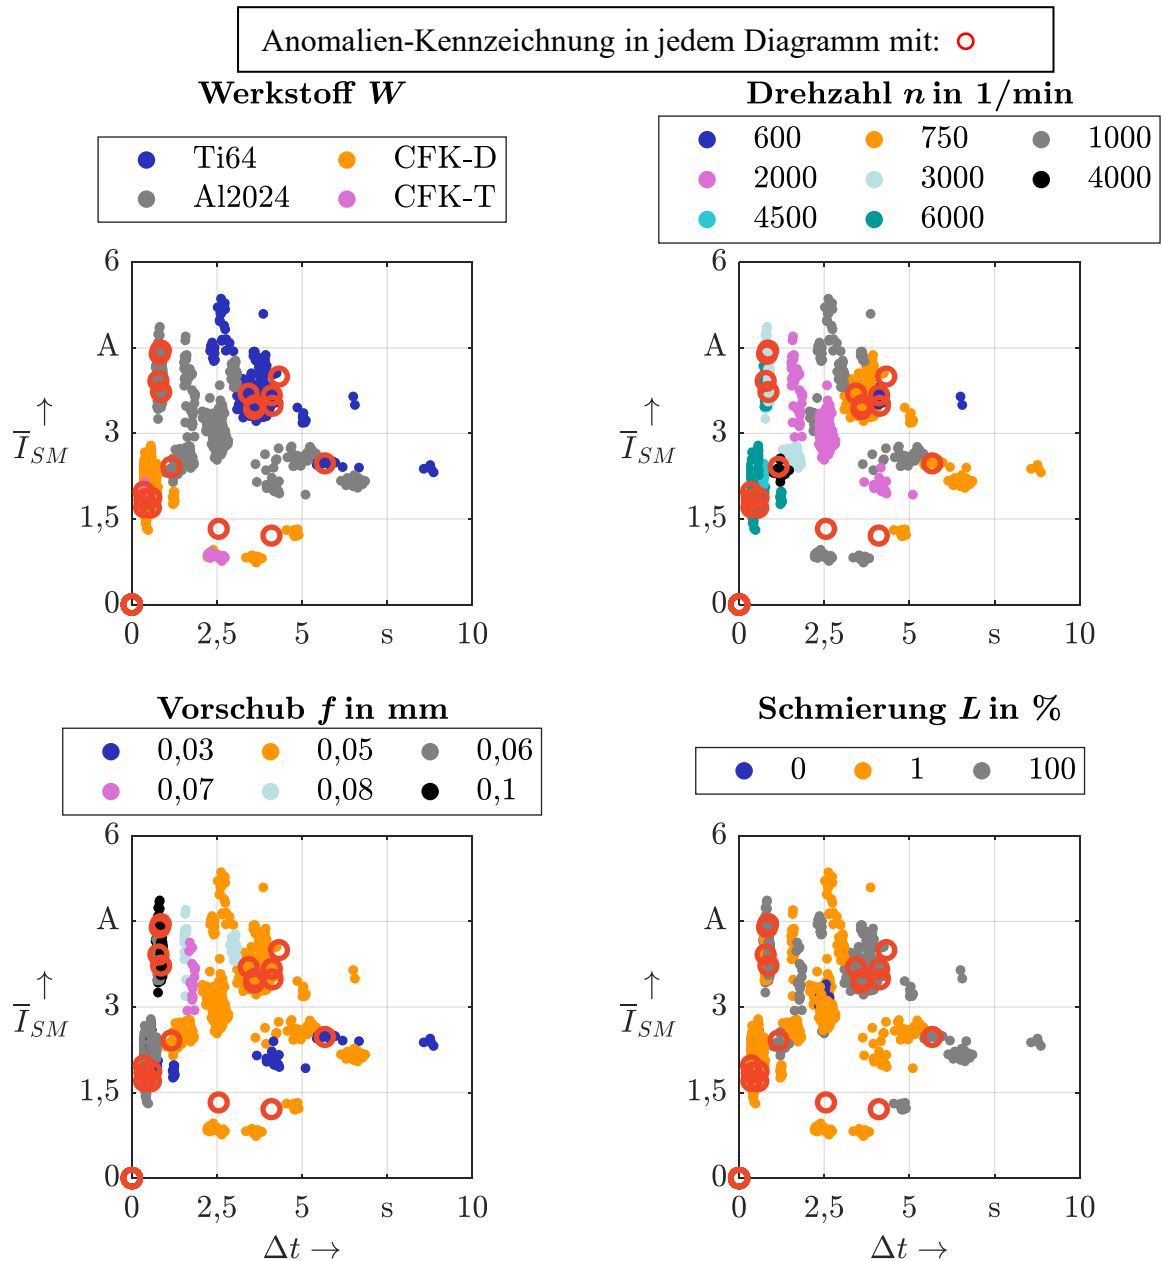 Anomalien-Kennzeichnung in jedem Diagramm mit:
Werkstoff W
Ti64 CFK-D
Al2024 CFK-T
6
A
3
1,5
0
I̅_SM →
0 2,5 5 s 10
Drehzahl n in 1/min
600 750 1000
2000 3000 4000
4500 6000
6
A
3
1,5
0
I̅_SM →
0 2,5 5 s 10
Vorschub f in mm
0,03 0,05 0,06
0,07 0,08 0,1
6
A
3
1,5
0
I̅_SM →
0 2,5 5 s 10
Δt →
Schmierung L in %
0 1 100
6
A
3
1,5
0
I̅_SM →
0 2,5 5 s 10
Δt →